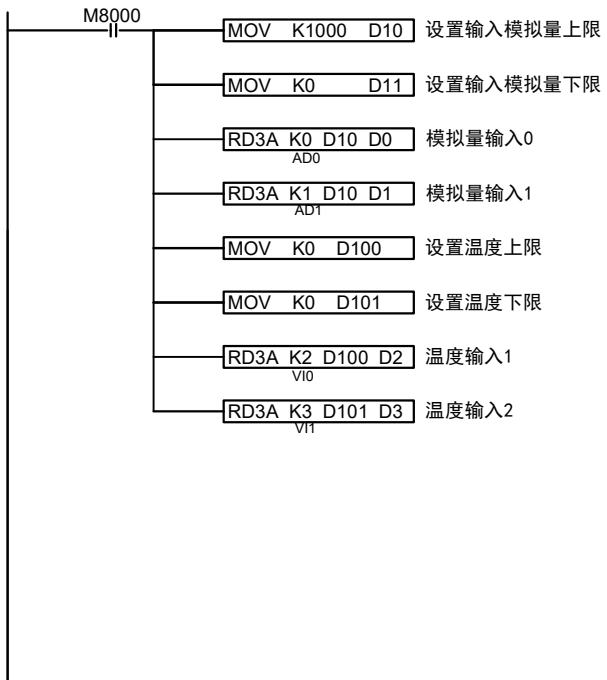 M8000
MOV K1000 D10 设置输入模拟量上限
MOV K0 D11 设置输入模拟量下限
RD3A K0 D10 D0 模拟量输入0
AD0
RD3A K1 D10 D1 模拟量输入1
AD1
MOV K0 D100 设置温度上限
MOV K0 D101 设置温度下限
RD3A K2 D100 D2 温度输入1
VI0
RD3A K3 D101 D3 温度输入2
VI1